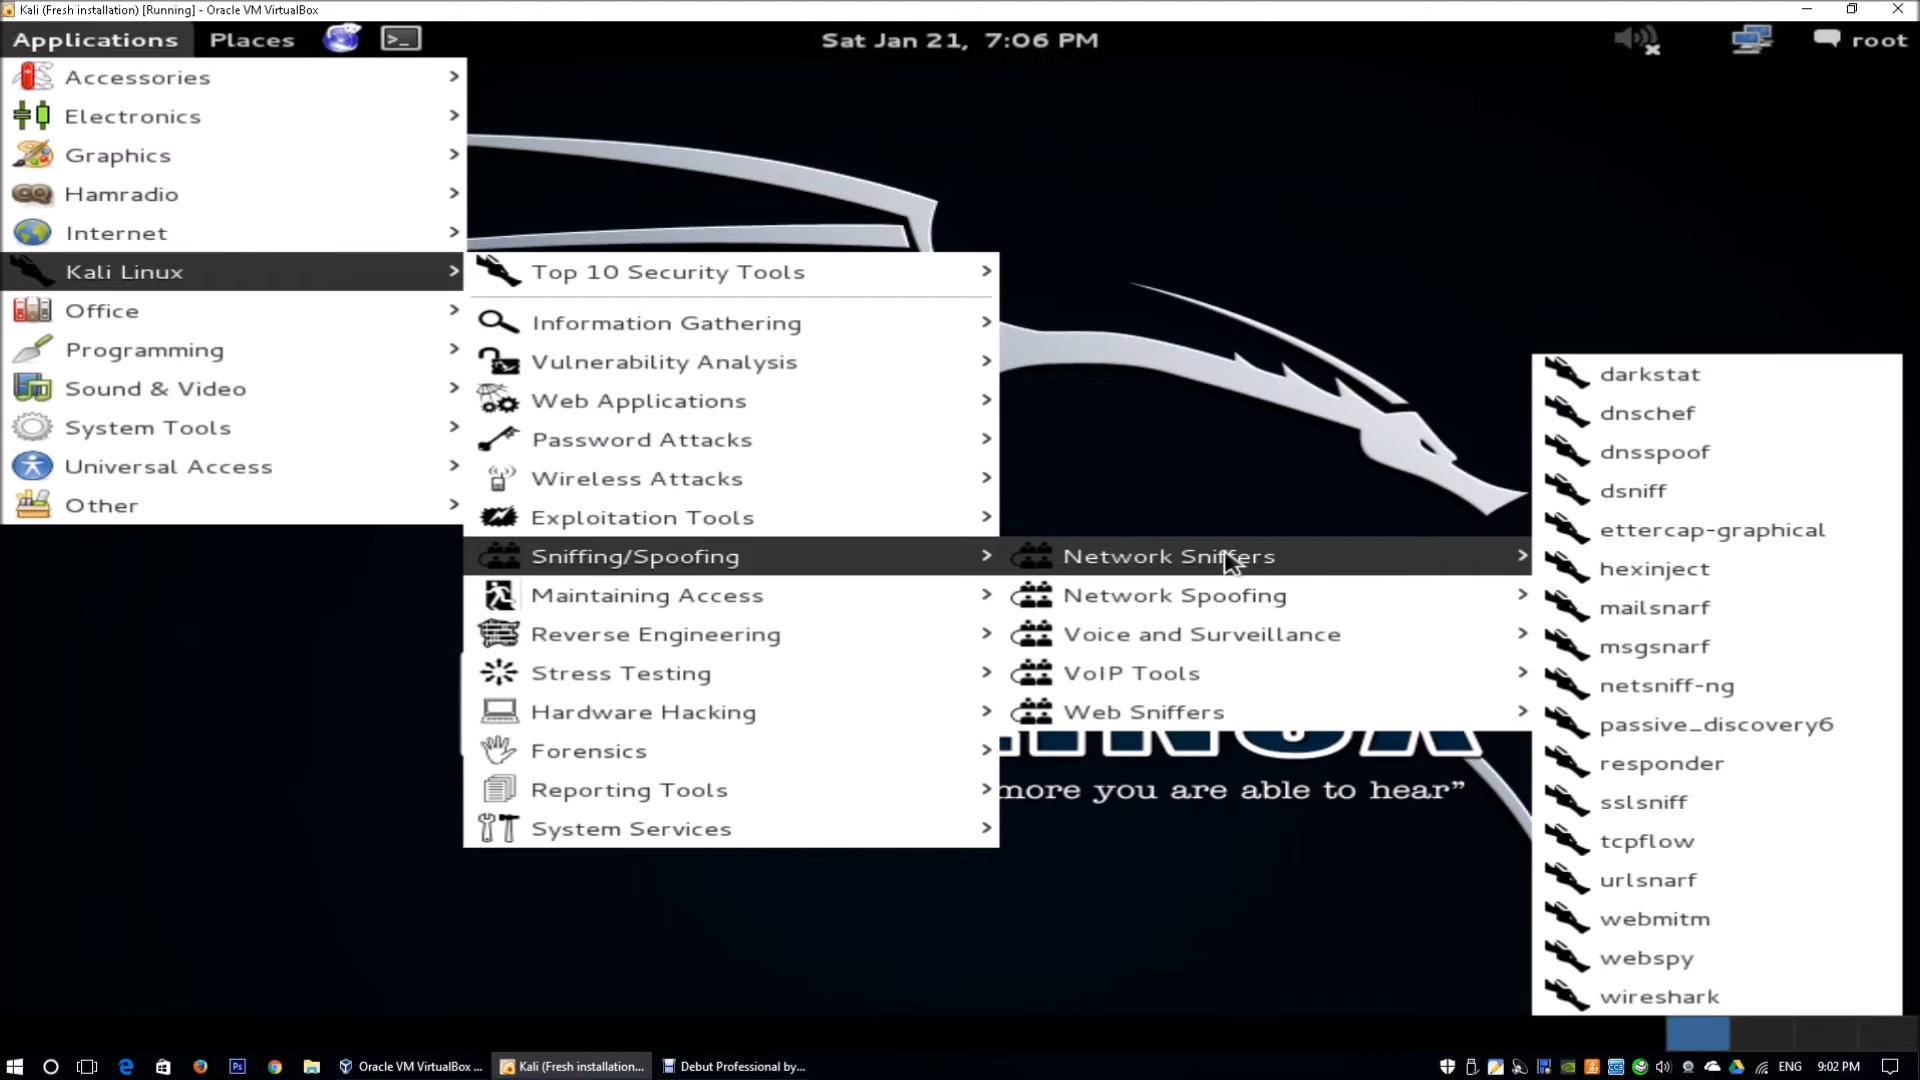 Kali (Fresh installation) [Running] - Oracle VM VirtualBox
Applications Places Sat Jan 21, 7:06 PM root
Accessories
Electronics
Graphics
Hamradio
Internet
Kali Linux
Office
Programming
Sound & Video
System Tools
Universal Access
Other
Top 10 Security Tools
Information Gathering
Vulnerability Analysis
Web Applications
Password Attacks
Wireless Attacks
Exploitation Tools
Sniffing/Spoofing
Maintaining Access
Reverse Engineering
Stress Testing
Hardware Hacking
Forensics
Reporting Tools
System Services
Network Sniffers
Network Spoofing
Voice and Surveillance
VoIP Tools
Web Sniffers
more you are able to hear”
darkstat
dnschef
dnsspoof
dsniff
ettercap-graphical
hexinject
mailsnarf
msgsnarf
netsniff-ng
passive_discovery6
responder
sslsniff
tcpflow
urlsnarf
webmitm
webspy
wireshark
Ps Oracle VM VirtualBox ... Kali (Fresh installation... Debut Professional by... ENG 9:02 PM